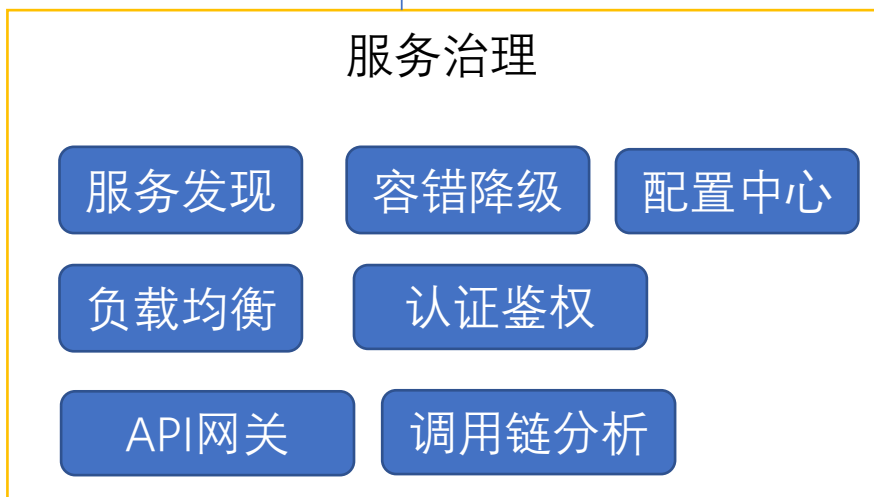 服务治理
服务发现
容错降级
配置中心
负载均衡
认证鉴权
API网关
调用链分析